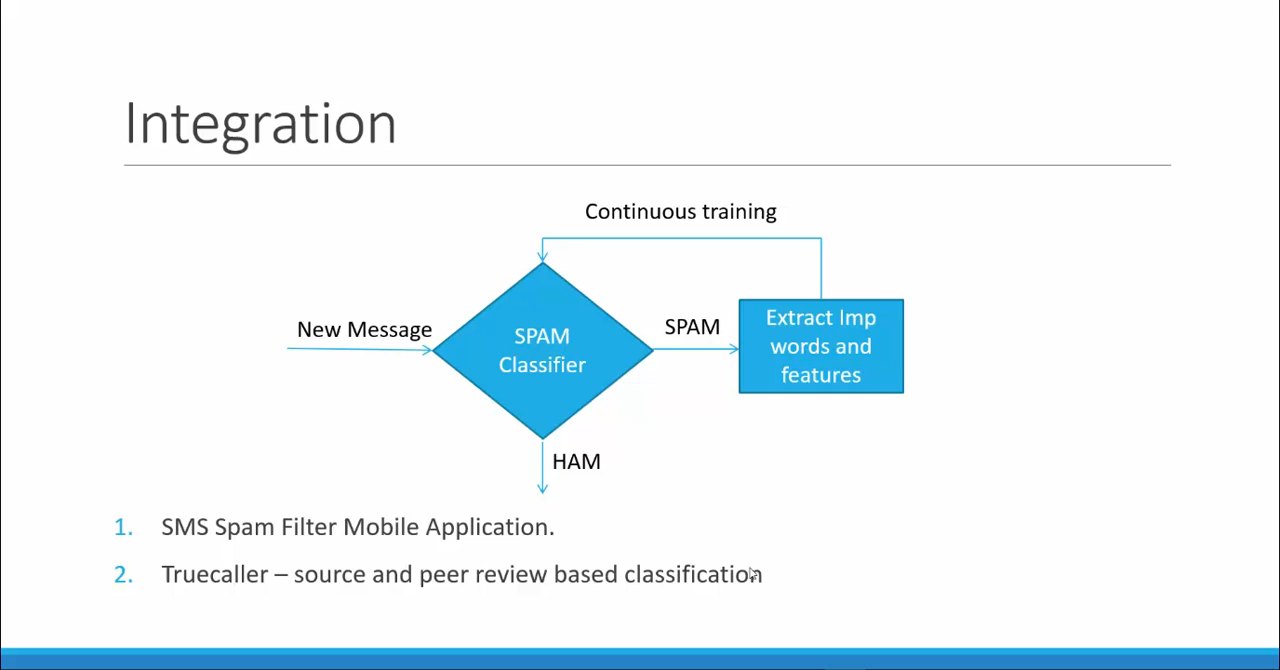 Integration
Continuous training
New Message
SPAM
Classifier
SPAM
Extract Imp
words and
features
HAM
1. SMS Spam Filter Mobile Application.
2. Truecaller – source and peer review based classification